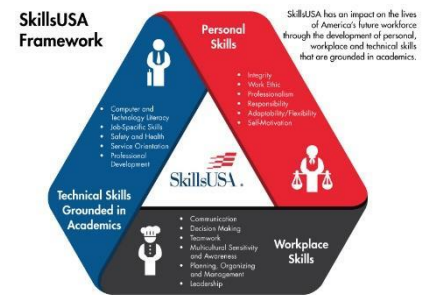 SkillsUSA
Framework
SkillsUSA has an impact on the lives
of America's future workforce
through the development of personal,
workplace and technical skills
that are grounded in academics.
Personal
Skills
• Integrity
• Work Ethic
• Professionalism
• Responsibility
• Adaptability/Flexibility
• Self-Motivation
• Computer and
Technology Literacy
• Job-Specific Skills
• Safety and Health
• Service Orientation
• Professional
Development
SkillsUSA.
Technical Skills
Grounded in
Academics
• Communication
• Decision Making
• Teamwork
• Multicultural Sensitivity
and Awareness
• Planning, Organizing
and Management
• Leadership
Workplace
Skills